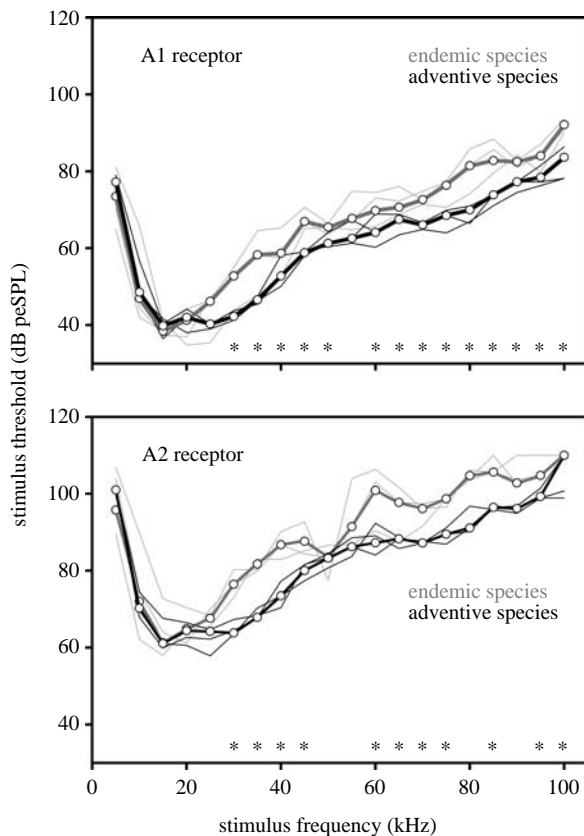 120
A1 receptor
endemic species
adventive species
100
80
60
40
* * * * * * * * * * * * * *
stimulus threshold (dB peSPL)
120
A2 receptor
100
80
endemic species
adventive species
60
40
* * * * * * * * * * *
0 20 40 60 80 100
stimulus frequency (kHz)